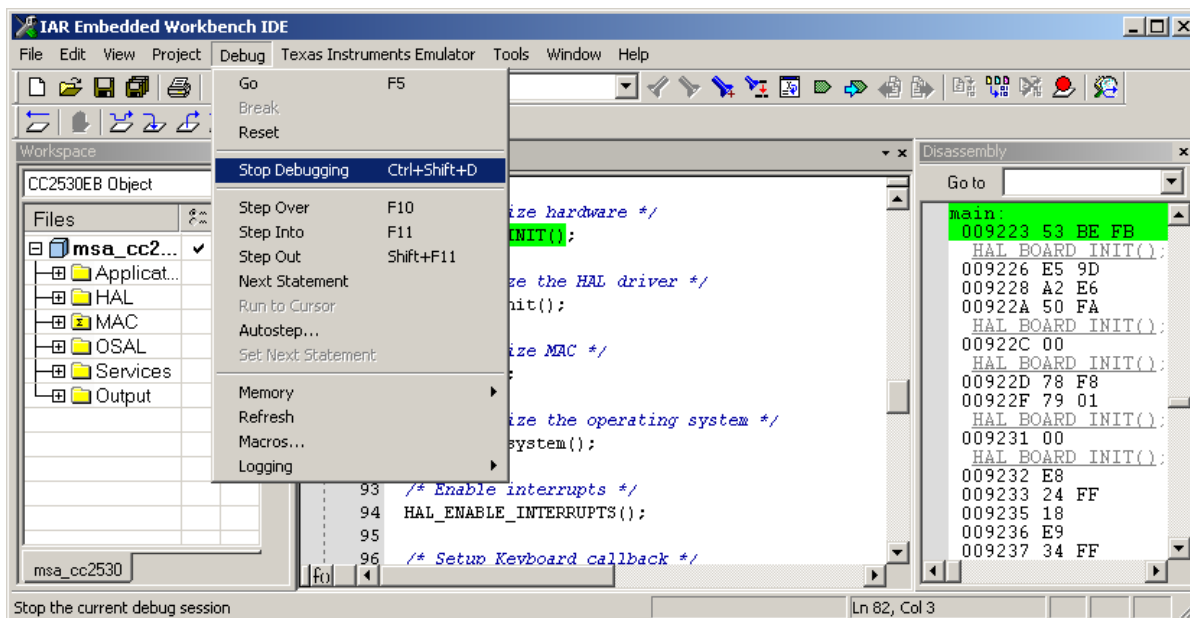 IAR Embedded Workbench IDE
File Edit View Project Debug Texas Instruments Emulator Tools Window Help
Go F5
Break
Reset
Stop Debugging Ctrl+Shift+D
Step Over F10
Step Into F11
Step Out Shift+F11
Next Statement
Run to Cursor
Autostep...
Set Next Statement
Memory
Refresh
Macros...
Logging
Workspace
CC2530EB Object
Files
msa_cc2...
Applicat...
HAL
MAC
OSAL
Services
Output
msa_cc2530
ize hardware */
INIT();
ze the HAL driver */
nit();
ize MAC */
;
ize the operating system */
system();
93 /* Enable interrupts */
94 HAL_ENABLE_INTERRUPTS();
95
96 /* Setup Keyboard callback */
fo
Disassembly
Go to
main:
009223 53 BE FB
HAL_BOARD_INIT();
009226 E5 9D
009228 A2 E6
00922A 50 FA
HAL_BOARD_INIT();
00922C 00
HAL_BOARD_INIT();
00922D 78 F8
00922F 79 01
HAL_BOARD_INIT();
009231 00
HAL_BOARD_INIT();
009232 E8
009233 24 FF
009235 18
009236 E9
009237 34 FF
Stop the current debug session
Ln 82, Col 3